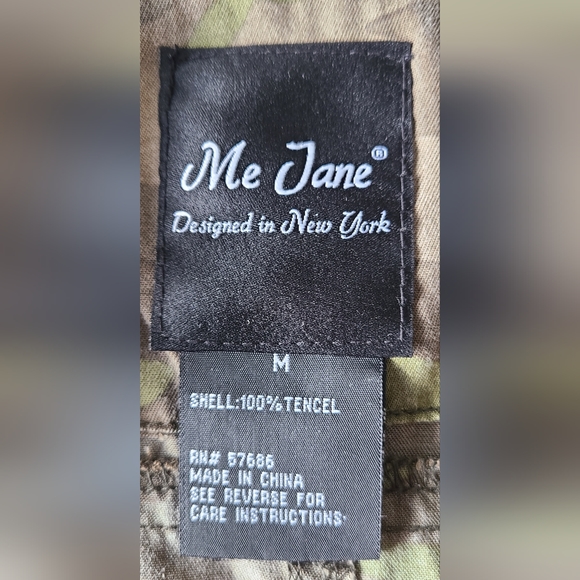 Me Jane®
Designed in New York
M
SHELL:100%TENCEL
RN# 57686
MADE IN CHINA
SEE REVERSE FOR
CARE INSTRUCTIONS